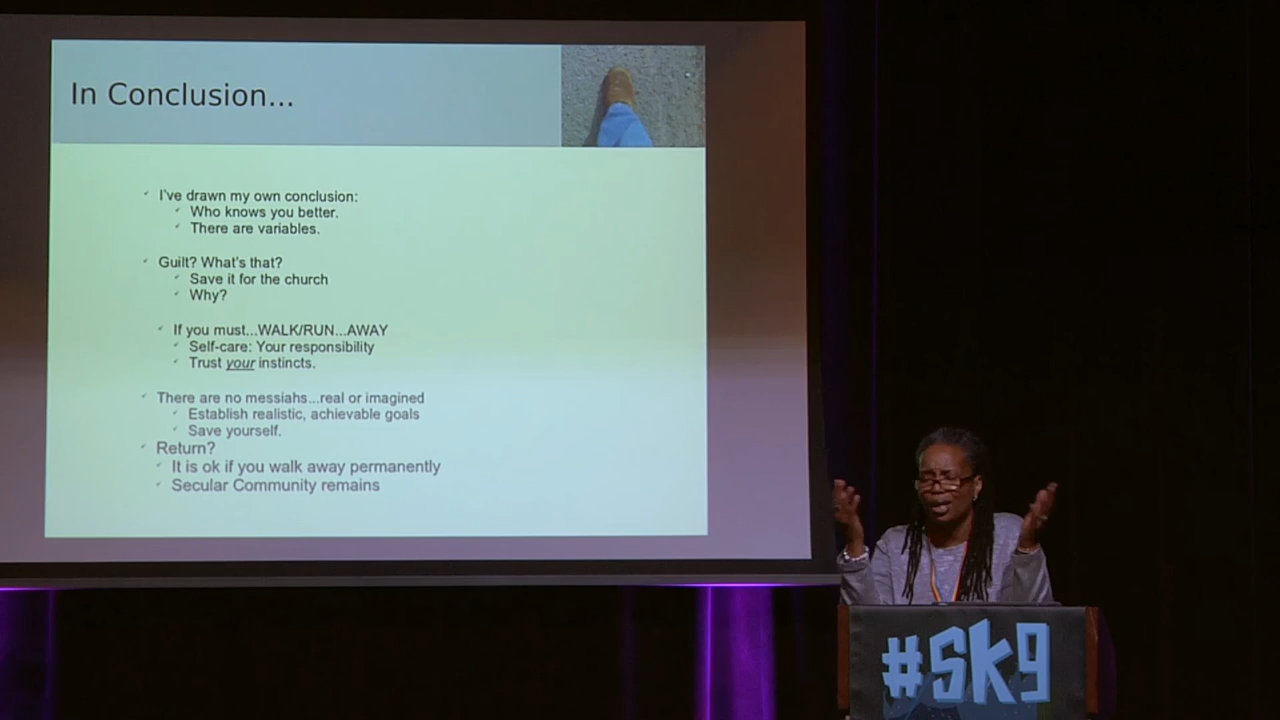 In Conclusion...
I've drawn my own conclusion:
Who knows you better.
There are variables.
Guilt? What's that?
Save it for the church
Why?
If you must...WALK/RUN...AWAY
Self-care: Your responsibility
Trust your instincts.
There are no messiahs...real or imagined
Establish realistic, achievable goals
Save yourself.
Return?
It is ok if you walk away permanently
Secular Community remains
#SK9